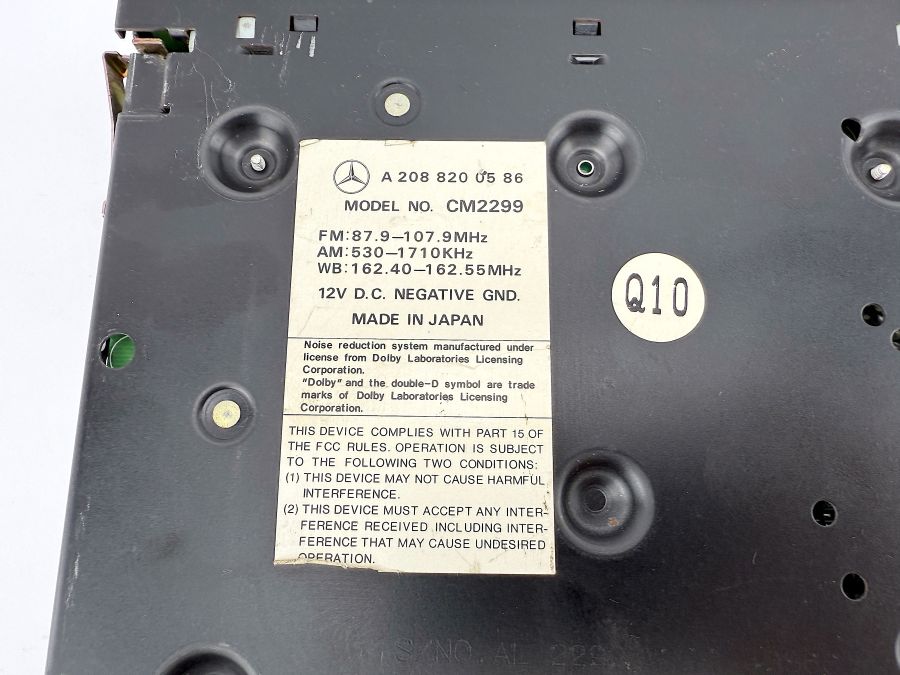 A 208 820 05 86
MODEL NO. CM2299
FM:87.9–107.9MHz
AM:530–1710KHz
WB:162.40–162.55MHz
12V D.C. NEGATIVE GND.
MADE IN JAPAN
Noise reduction system manufactured under
license from Dolby Laboratories Licensing
Corporation.
"Dolby" and the double-D symbol are trade
marks of Dolby Laboratories Licensing
Corporation.
THIS DEVICE COMPLIES WITH PART 15 OF
THE FCC RULES. OPERATION IS SUBJECT
TO THE FOLLOWING TWO CONDITIONS:
(1) THIS DEVICE MAY NOT CAUSE HARMFUL
INTERFERENCE.
(2) THIS DEVICE MUST ACCEPT ANY INTER-
FERENCE RECEIVED INCLUDING INTER-
FERENCE THAT MAY CAUSE UNDESIRED
OPERATION.
Q10
S/NO. AL